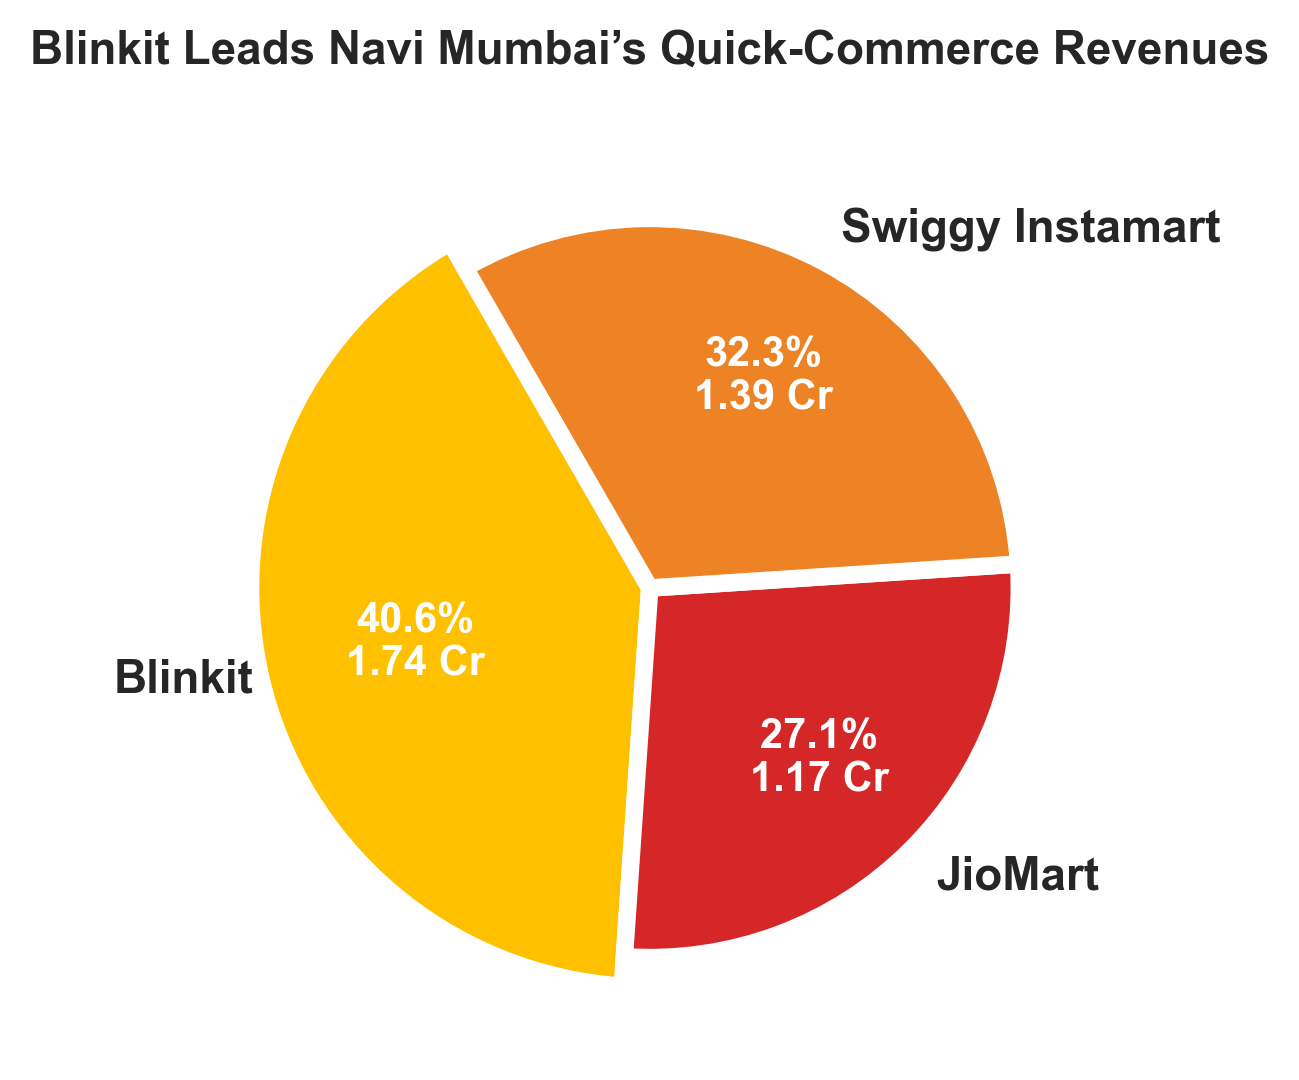 Blinkit Leads Navi Mumbai’s Quick-Commerce Revenues
Swiggy Instamart
32.3%
1.39 Cr
40.6%
1.74 Cr
Blinkit
27.1%
1.17 Cr
JioMart